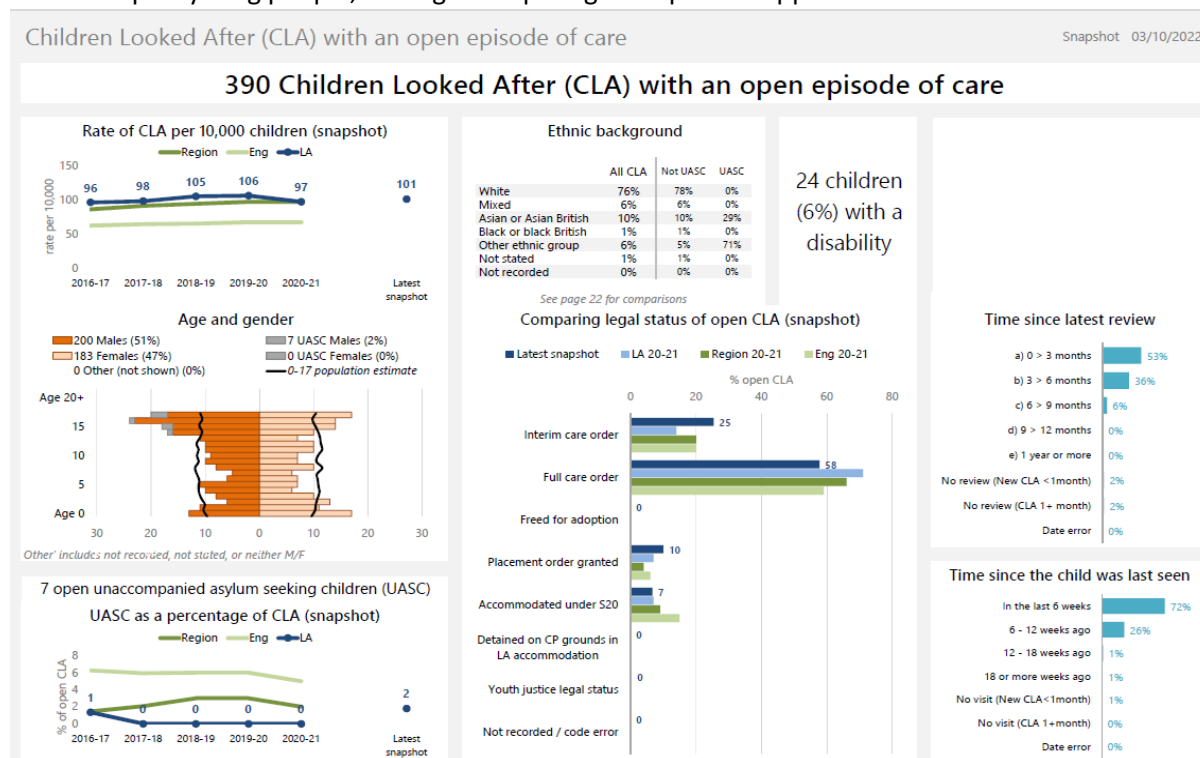 Children Looked After (CLA) with an open episode of care
Snapshot 03/10/2022
390 Children Looked After (CLA) with an open episode of care
Rate of CLA per 10,000 children (snapshot)
Region Eng LA
rate per 10,000
150
100
50
0
96 98 105 106 97 101
2016-17 2017-18 2018-19 2019-20 2020-21 Latest snapshot
Age and gender
200 Males (51%) 7 UASC Males (2%)
183 Females (47%) 0 UASC Females (0%)
0 Other (not shown) (0%) 0-17 population estimate
Age 20+
15
10
5
Age 0
30 20 10 0 10 20 30
Other' includes not recorded, not stated, or neither M/F
7 open unaccompanied asylum seeking children (UASC)
UASC as a percentage of CLA (snapshot)
Region Eng LA
% of open CLA
8
6
4
2
0
1 0 0 0 0 2
2016-17 2017-18 2018-19 2019-20 2020-21 Latest snapshot
Ethnic background
All CLA Not UASC UASC
White 76% 78% 0%
Mixed 6% 6% 0%
Asian or Asian British 10% 10% 29%
Black or black British 1% 1% 0%
Other ethnic group 6% 5% 71%
Not stated 1% 1% 0%
Not recorded 0% 0% 0%
See page 22 for comparisons
24 children
(6%) with a
disability
Comparing legal status of open CLA (snapshot)
Latest snapshot LA 20-21 Region 20-21 Eng 20-21
% open CLA
0 20 40 60 80
Interim care order 25
Full care order 58
Freed for adoption 0
Placement order granted 10
Accommodated under S20 7
Detained on CP grounds in 0
LA accommodation
Youth justice legal status 0
Not recorded / code error 0
Time since latest review
a) 0 > 3 months 53%
b) 3 > 6 months 36%
c) 6 > 9 months 6%
d) 9 > 12 months 0%
e) 1 year or more 0%
No review (New CLA <1month) 2%
No review (CLA 1+ month) 2%
Date error 0%
Time since the child was last seen
In the last 6 weeks 72%
6 - 12 weeks ago 26%
12 - 18 weeks ago 1%
18 or more weeks ago 1%
No visit (New CLA<1month) 1%
No visit (CLA 1+month) 0%
Date error 0%